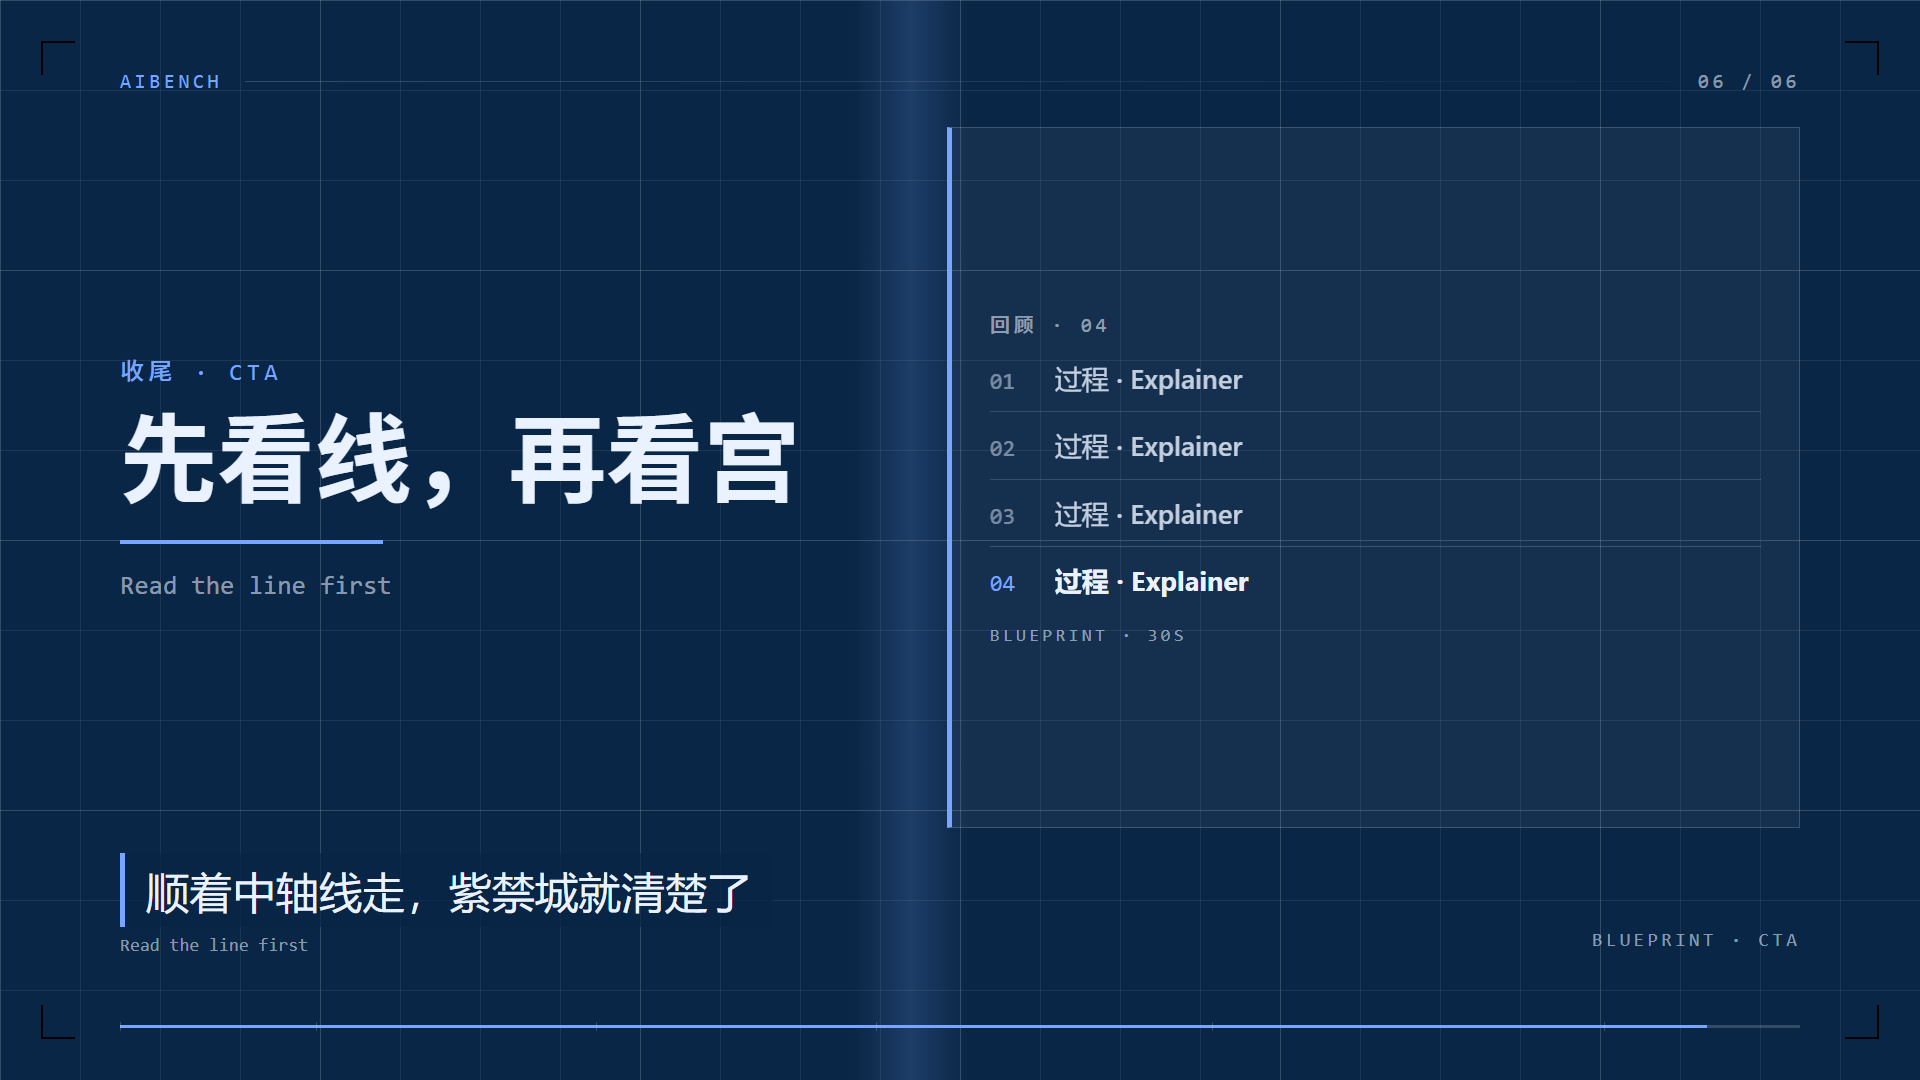 AIBENCH
06 / 06
收尾 · CTA
先看线，再看宫
Read the line first
回顾 · 04
01 过程 · Explainer
02 过程 · Explainer
03 过程 · Explainer
04 过程 · Explainer
BLUEPRINT · 30S
顺着中轴线走，紫禁城就清楚了
Read the line first
BLUEPRINT · CTA